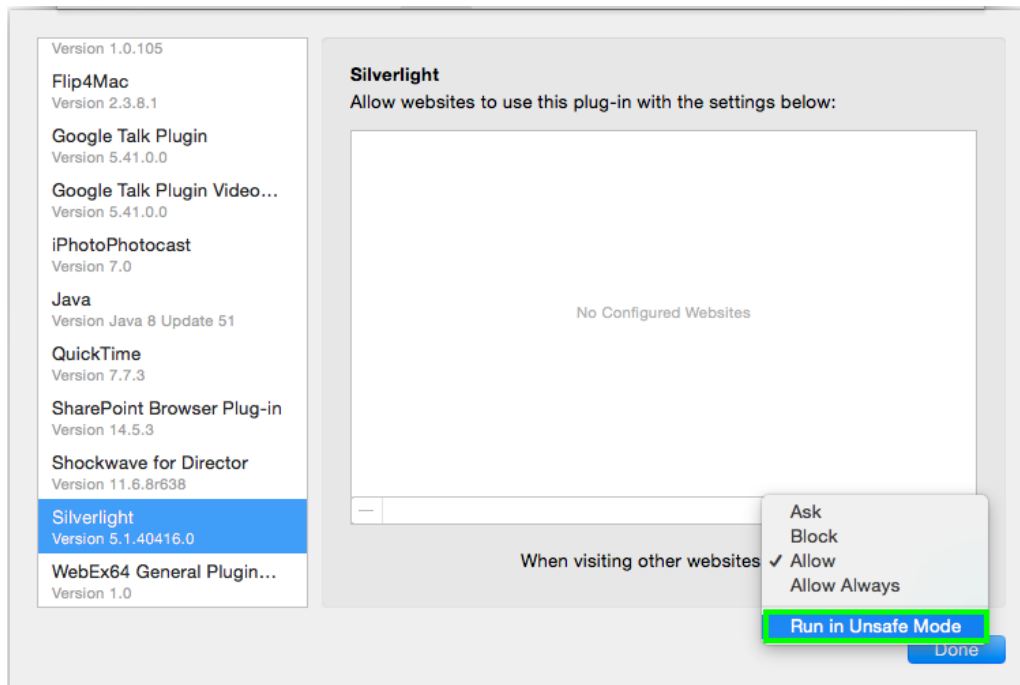 Version 1.0.105
Flip4Mac
Version 2.3.8.1
Google Talk Plugin
Version 5.41.0.0
Google Talk Plugin Video…
Version 5.41.0.0
iPhotoPhotocast
Version 7.0
Java
Version Java 8 Update 51
QuickTime
Version 7.7.3
SharePoint Browser Plug-in
Version 14.5.3
Shockwave for Director
Version 11.6.8r638
Silverlight
Version 5.1.40416.0
WebEx64 General Plugin…
Version 1.0
Silverlight
Allow websites to use this plug-in with the settings below:
No Configured Websites
When visiting other websites
Ask
Block
✓ Allow
Allow Always
Run in Unsafe Mode
Done